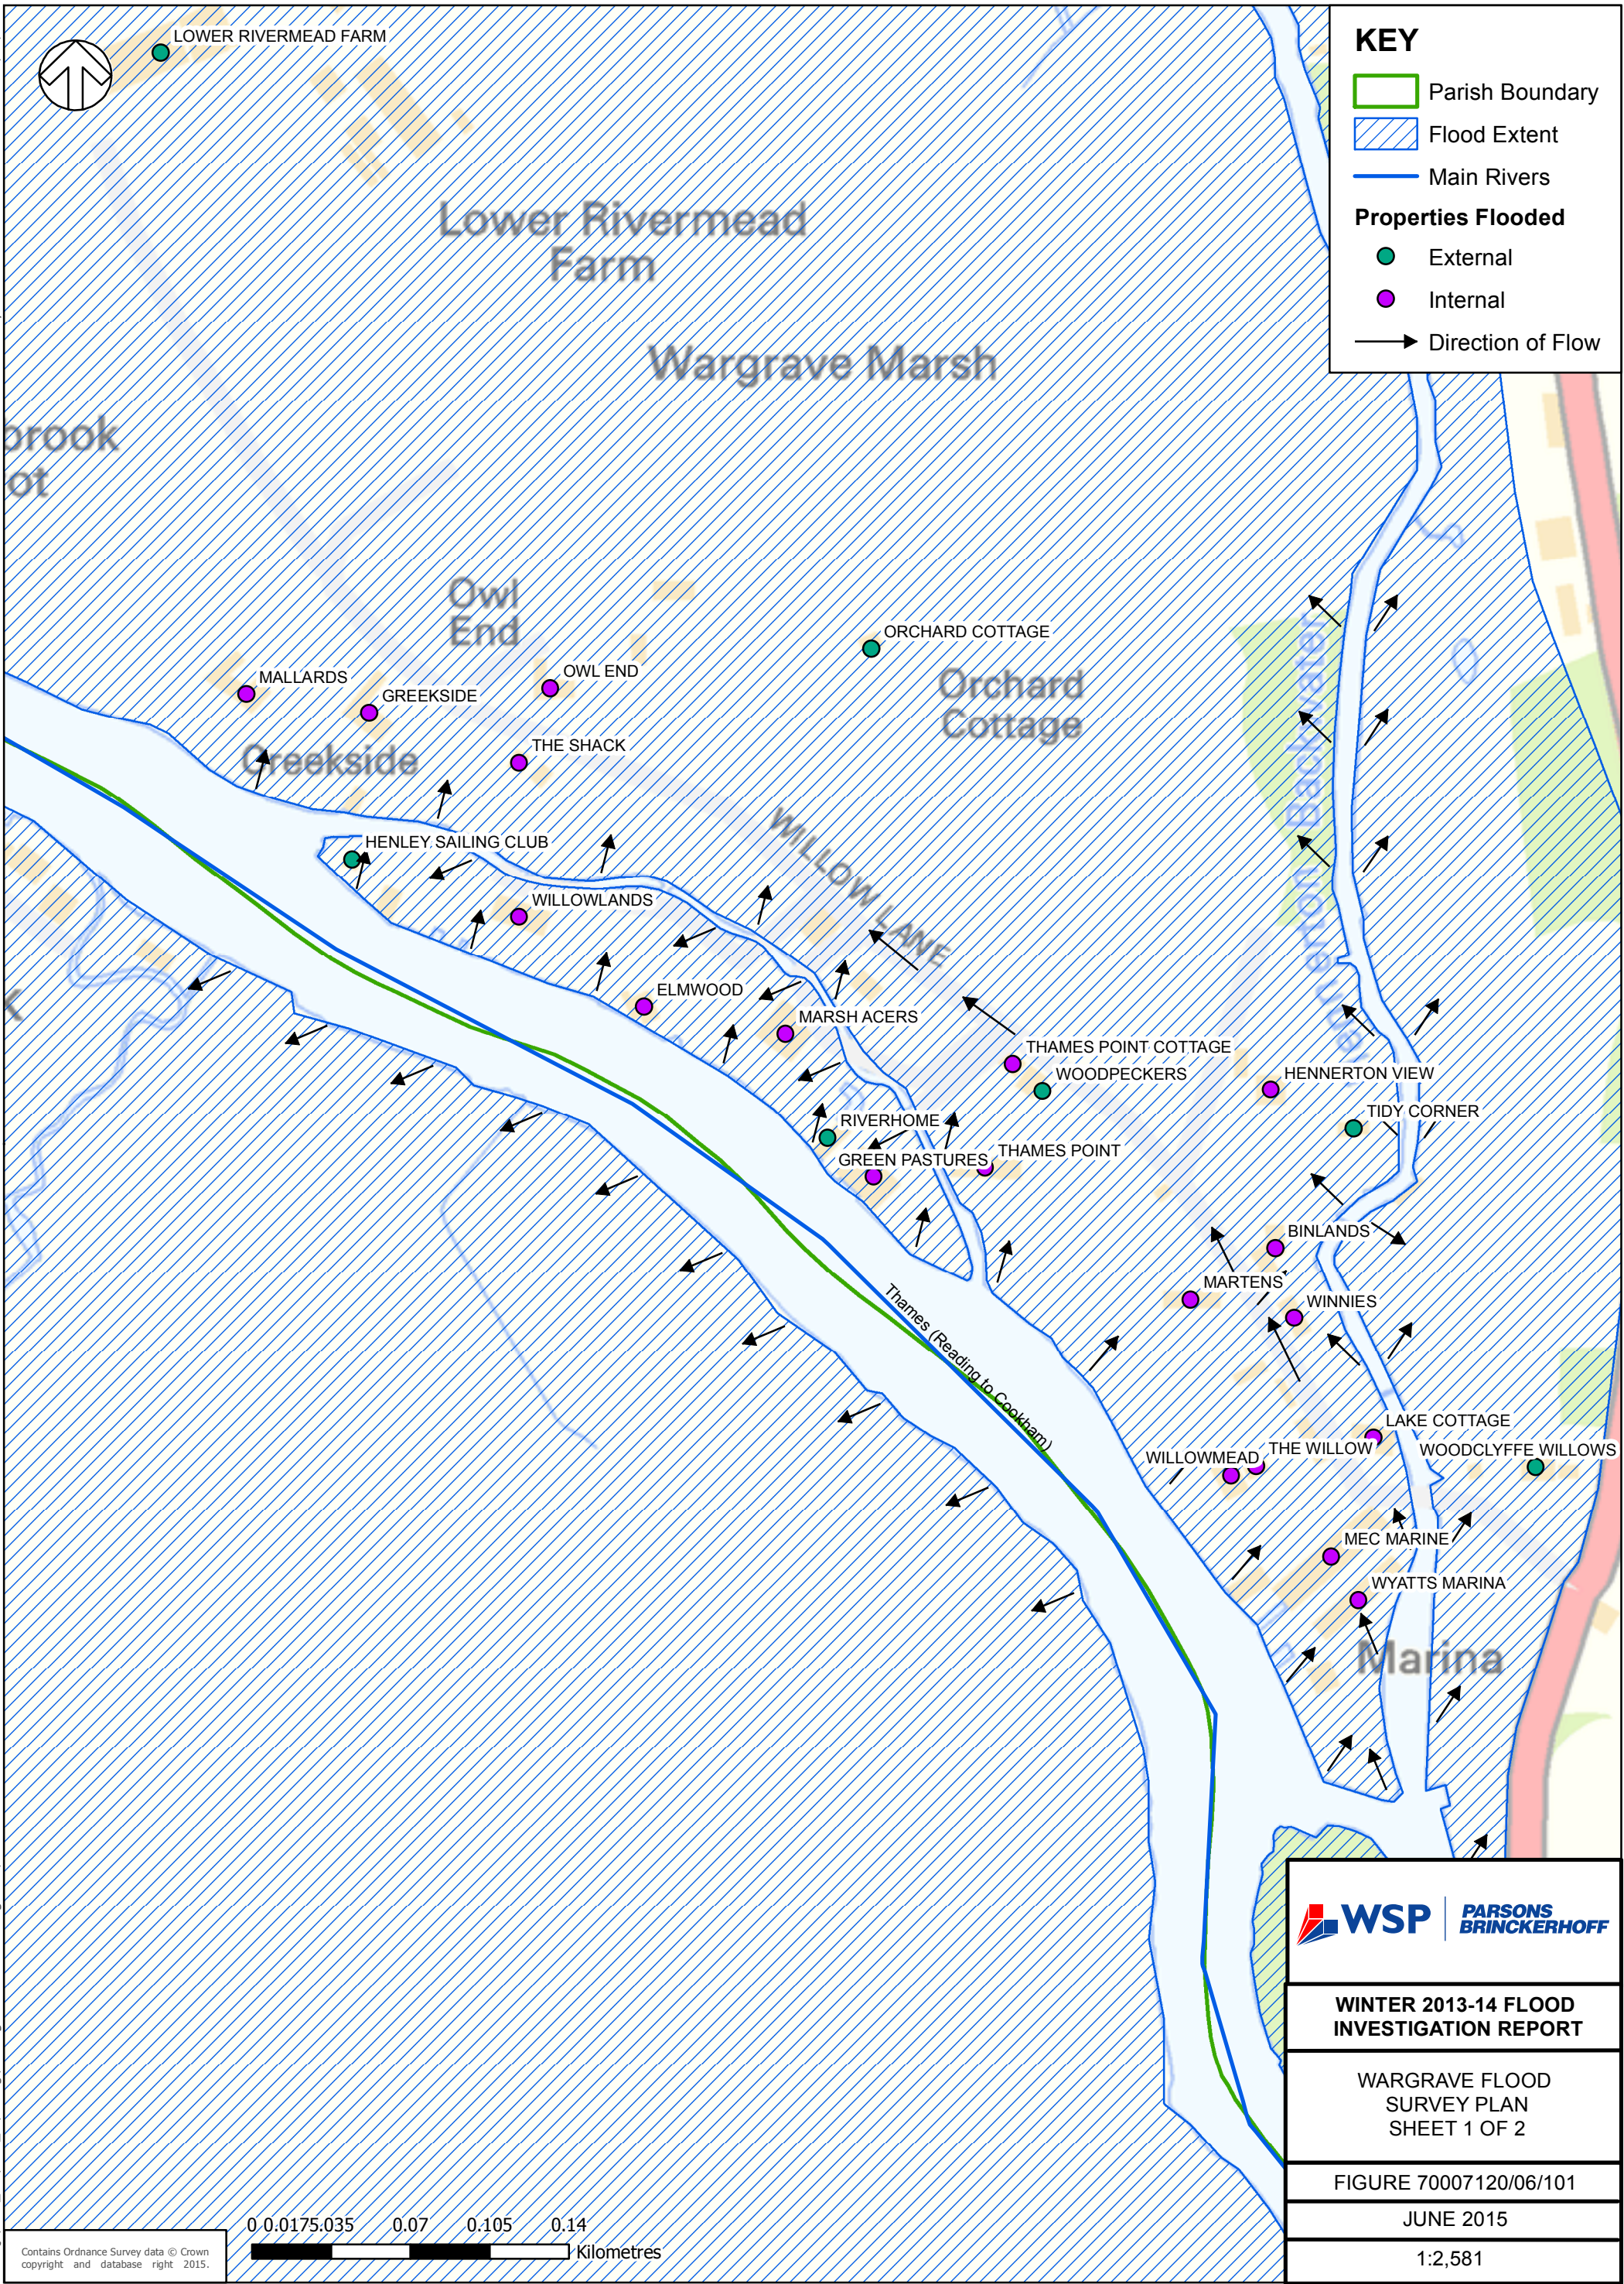 LOWER RIVERMEAD FARM
KEY
Parish Boundary
Flood Extent
Main Rivers
Properties Flooded
External
Internal
Direction of Flow
Lower Rivermead
Farm
Wargrave Marsh
brook
ot
Owl
End
ORCHARD COTTAGE
Orchard
Cottage
MALLARDS
OWL END
GREEKSIDE
THE SHACK
Creekside
HENLEY SAILING CLUB
WILLOW LANE
WILLOWLANDS
ELMWOOD
MARSH ACERS
THAMES POINT COTTAGE
WOODPECKERS
HENNERTON VIEW
TIDY CORNER
RIVERHOME
GREEN PASTURES
THAMES POINT
BINLANDS
MARTENS
WINNIES
Thames (Reading to Cookham)
LAKE COTTAGE
WILLOWMEAD
THE WILLOW
WOODCLYFFE WILLOWS
MEC MARINE
WYATTS MARINA
Marina
Backwater
WSP
PARSONS
BRINCKERHOFF
WINTER 2013-14 FLOOD
INVESTIGATION REPORT
WARGRAVE FLOOD
SURVEY PLAN
SHEET 1 OF 2
FIGURE 70007120/06/101
JUNE 2015
1:2,581
0 0.0175.035 0.07 0.105 0.14
Kilometres
Contains Ordnance Survey data © Crown
copyright and database right 2015.